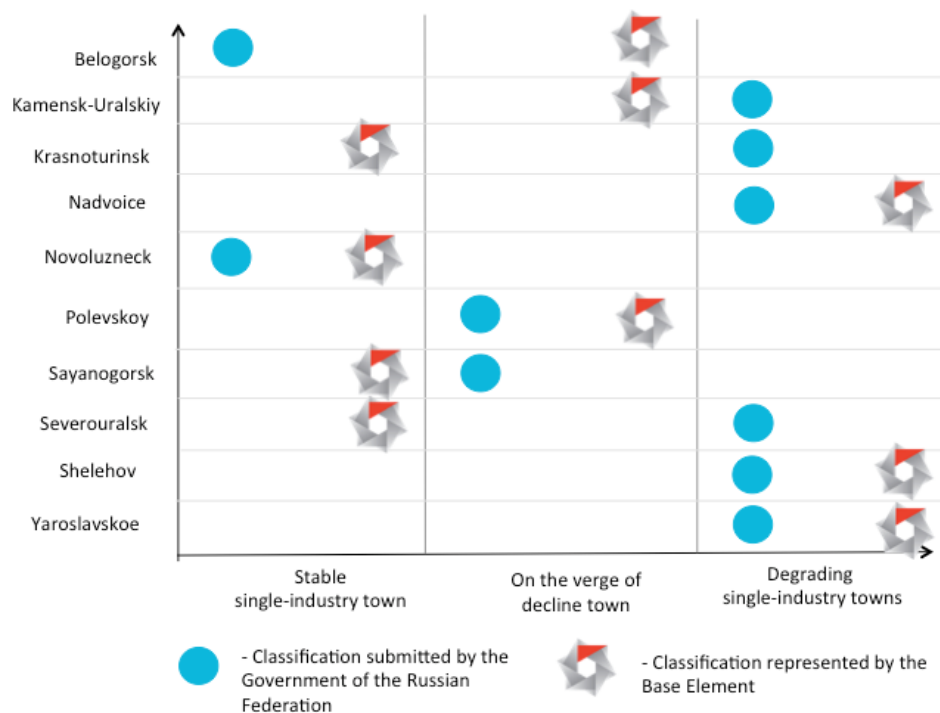 Belogorsk
Kamensk-Uralskiy
Krasnoturinsk
Nadvoice
Novoluzneck
Polevskoy
Sayanogorsk
Severouralsk
Shelehov
Yaroslavskoe
Stable
single-industry town
On the verge of
decline town
Degrading
single-industry towns
- Classification submitted by the
Government of the Russian
Federation
- Classification represented by the
Base Element